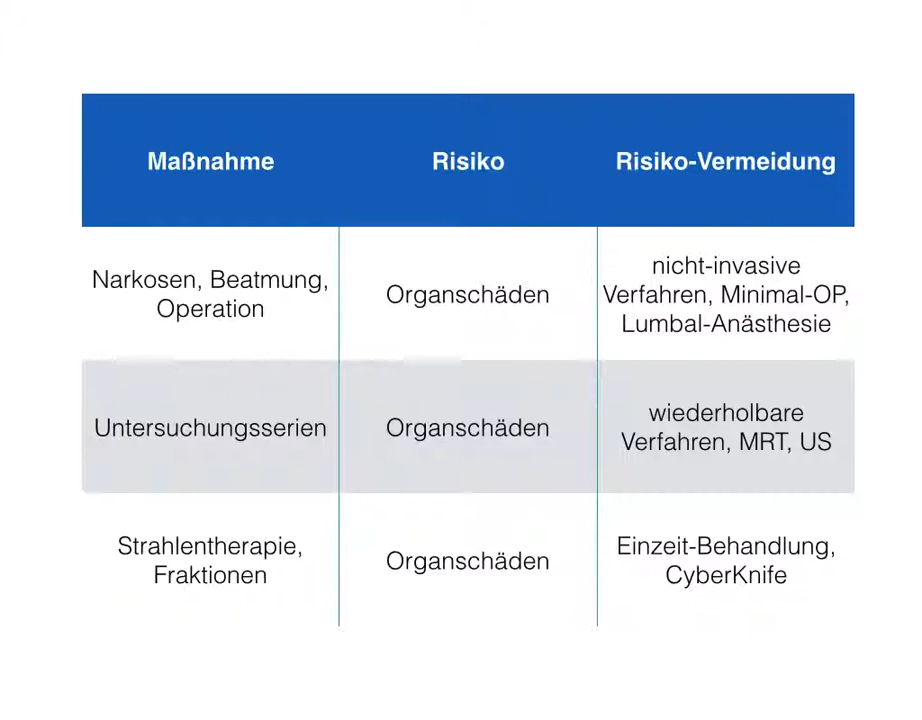 Maßnahme
Risiko
Risiko-Vermeidung
Narkosen, Beatmung,
Operation
Organschäden
nicht-invasive
Verfahren, Minimal-OP,
Lumbal-Anästhesie
Untersuchungsserien
Organschäden
wiederholbare
Verfahren, MRT, US
Strahlentherapie,
Fraktionen
Organschäden
Einzeit-Behandlung,
CyberKnife